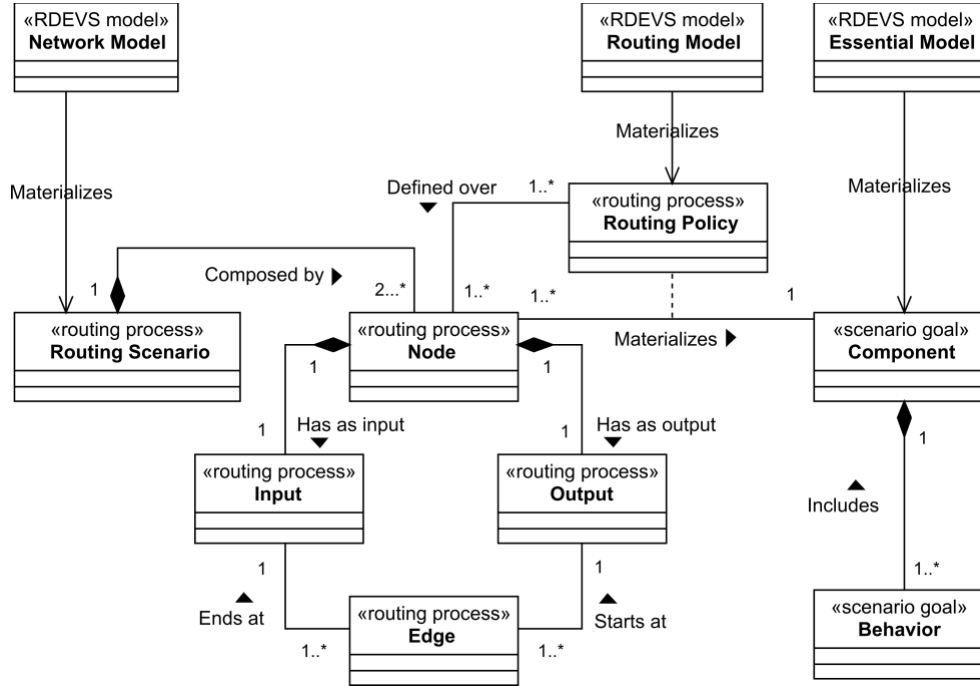 «RDEVS model»
Network Model
«RDEVS model»
Routing Model
«RDEVS model»
Essential Model
Materializes
Materializes
Materializes
Defined over
1..*
«routing process»
Routing Policy
Composed by
1
2...*
1..*
1..*
1
«routing process»
Routing Scenario
«routing process»
Node
Materializes
«scenario goal»
Component
1
1
1
Has as input
1
Has as output
1
«routing process»
Input
«routing process»
Output
Includes
1
1
1..*
Ends at
Starts at
1..*
1..*
«routing process»
Edge
«scenario goal»
Behavior